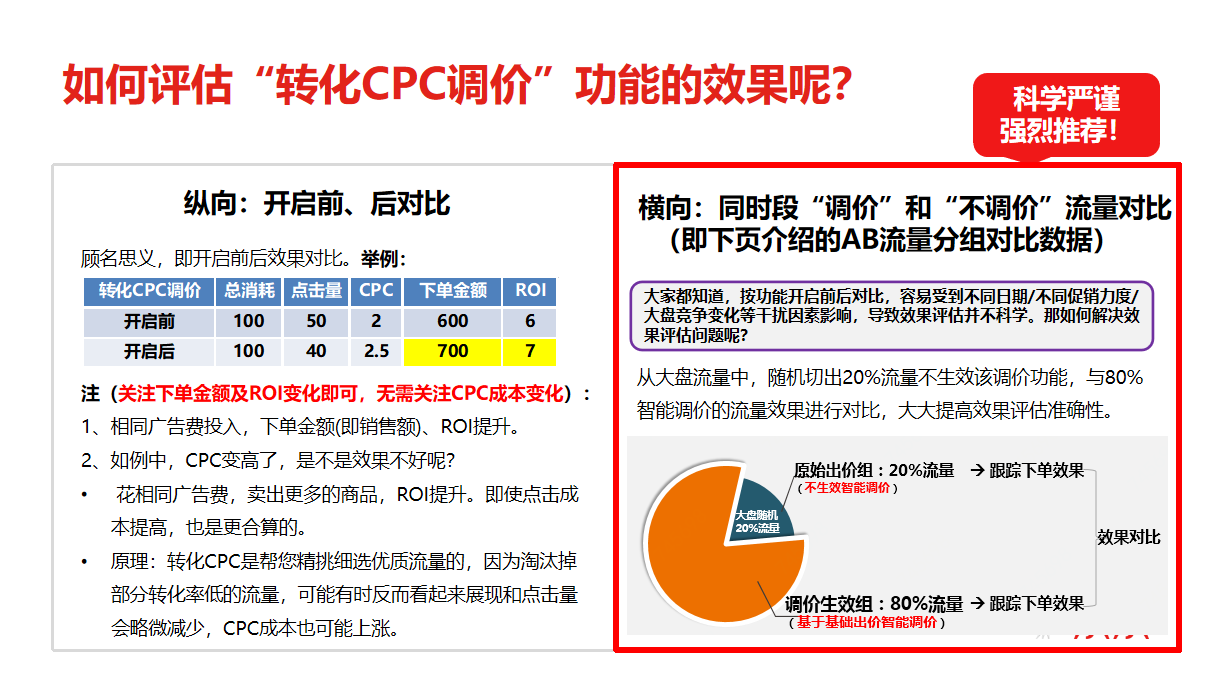 如何评估“转化CPC调价”功能的效果呢？
科学严谨
强烈推荐！
纵向：开启前、后对比
顾名思义，即开启前后效果对比。举例：
转化CPC调价 总消耗 点击量 CPC 下单金额 ROI
开启前 100 50 2 600 6
开启后 100 40 2.5 700 7
注（关注下单金额及ROI变化即可，无需关注CPC成本变化）：
1、相同广告费投入，下单金额(即销售额)、ROI提升。
2、如例中，CPC变高了，是不是效果不好呢？
• 花相同广告费，卖出更多的商品，ROI提升。即使点击成
本提高，也是更合算的。
• 原理：转化CPC是帮您精挑细选优质流量的，因为淘汰掉
部分转化率低的流量，可能有时反而看起来展现和点击量
会略微减少，CPC成本也可能上涨。
横向：同时段“调价”和“不调价”流量对比
（即下页介绍的AB流量分组对比数据）
大家都知道，按功能开启前后对比，容易受到不同日期/不同促销力度/
大盘竞争变化等干扰因素影响，导致效果评估并不科学。那如何解决效
果评估问题呢？
从大盘流量中，随机切出20%流量不生效该调价功能，与80%
智能调价的流量效果进行对比，大大提高效果评估准确性。
原始出价组：20%流量 → 跟踪下单效果
（不生效智能调价）
大盘随机
20%流量
效果对比
调价生效组：80%流量 → 跟踪下单效果
（基于基础出价智能调价）